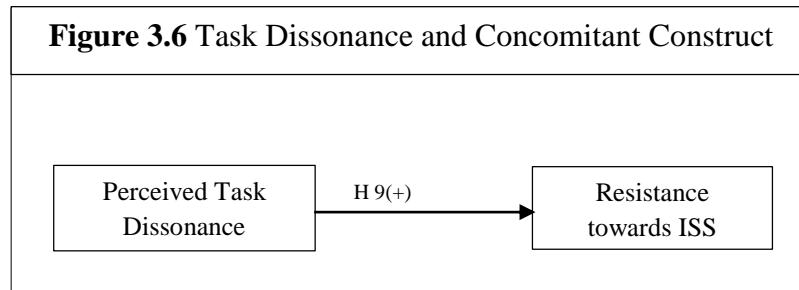 Figure 3.6 Task Dissonance and Concomitant Construct
Perceived Task
Dissonance
H 9(+)
Resistance
towards ISS